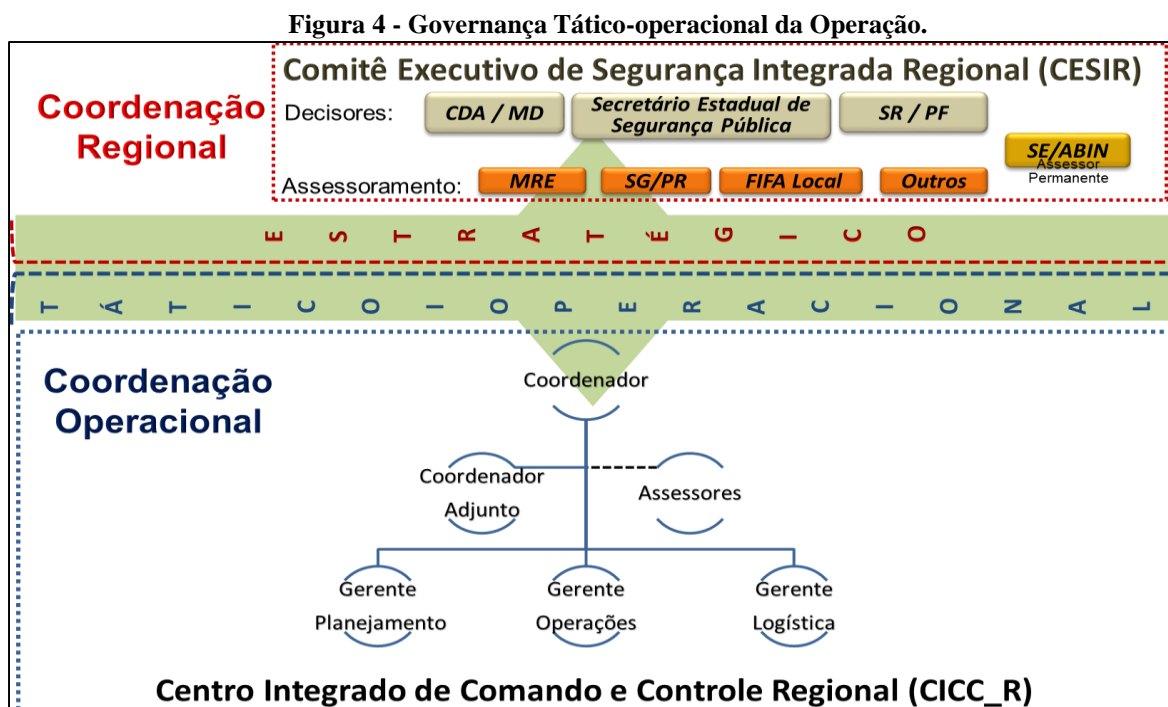 Figura 4 - Governança Tático-operacional da Operação.
Comitê Executivo de Segurança Integrada Regional (CESIR)
Coordenação
Regional
Decisores:
CDA / MD
Secretário Estadual de
Segurança Pública
SR / PF
SE/ABIN
Assessor
Permanente
Assessoramento:
MRE
SG/PR
FIFA Local
Outros
E S T R A T É G I C O
T Á T I C O I O P E R A C I O N A L
Coordenação
Operacional
Coordenador
Coordenador
Adjunto
Assessores
Gerente
Planejamento
Gerente
Operações
Gerente
Logística
Centro Integrado de Comando e Controle Regional (CICC_R)